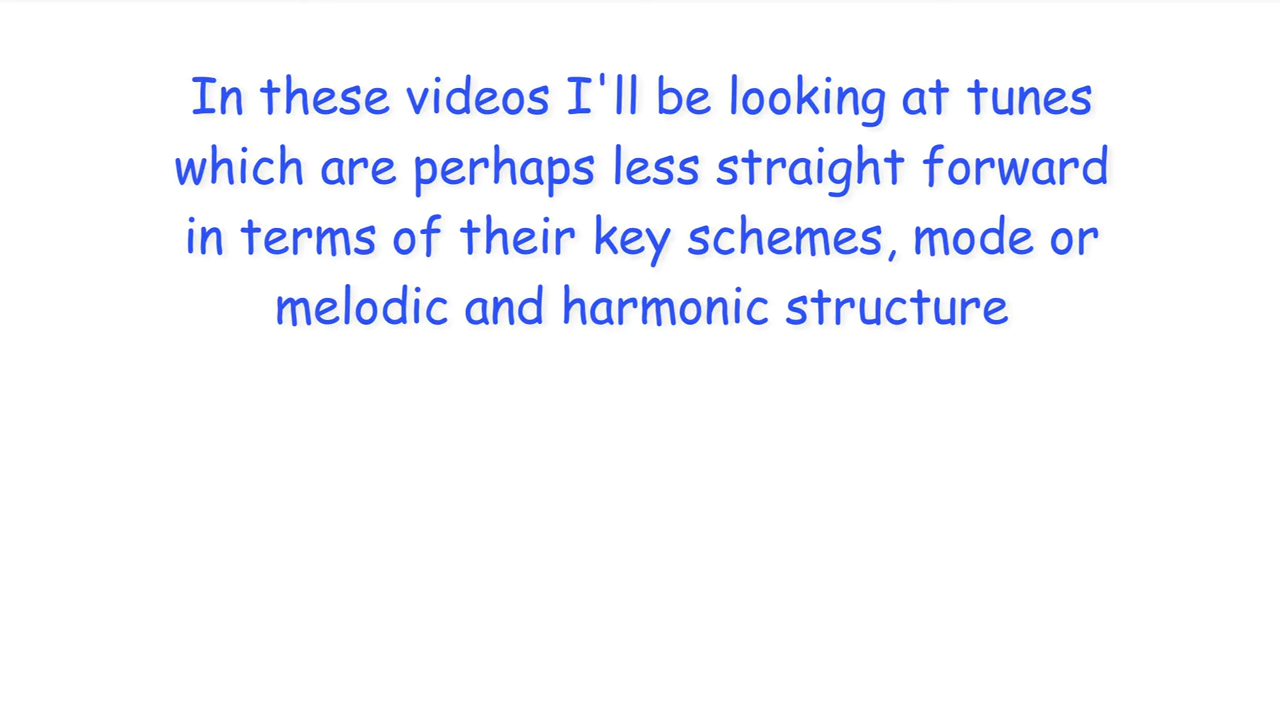 In these videos I'll be looking at tunes
which are perhaps less straight forward
in terms of their key schemes, mode or
melodic and harmonic structure